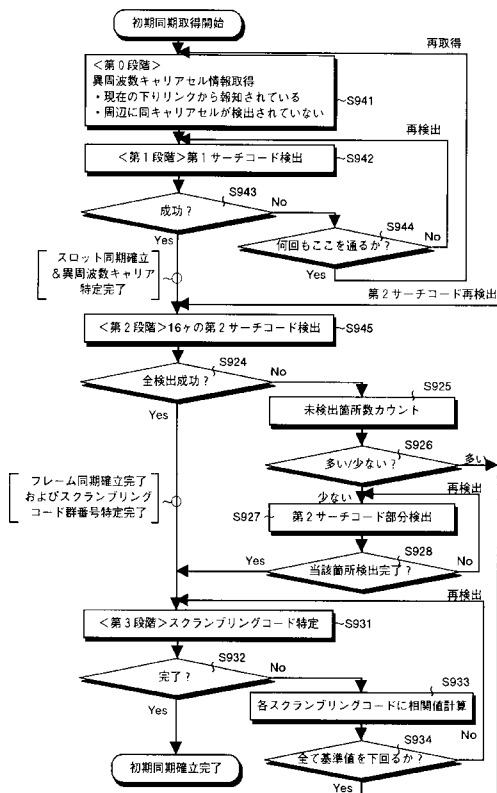 初期同期取得開始
再取得
<第0段階>
異周波数キャリアセル情報取得
・現在の下りリンクから報知されている
・周辺に同キャリアセルが検出されていない
S941
再検出
<第1段階>第1サーチコード検出
S942
S943
成功？
No
S944
何回もここを通るか？
Yes
Yes
スロット同期確立
&異周波数キャリア
特定完了
第2サーチコード再検出
<第2段階>16ヶの第2サーチコード検出
S945
S924
全検出成功？
No
S925
Yes
未検出箇所数カウント
S926
多い/少ない？
多い
フレーム同期確立完了
およびスクランブリング
コード群番号特定完了
少ない
再検出
S927
第2サーチコード部分検出
S928
Yes
当該箇所検出完了？
No
再検出
<第3段階>スクランブリングコード特定
S931
S932
完了？
No
S933
各スクランブリングコードに相関値計算
Yes
S934
No
全て基準値を下回るか？
初期同期確立完了
Yes